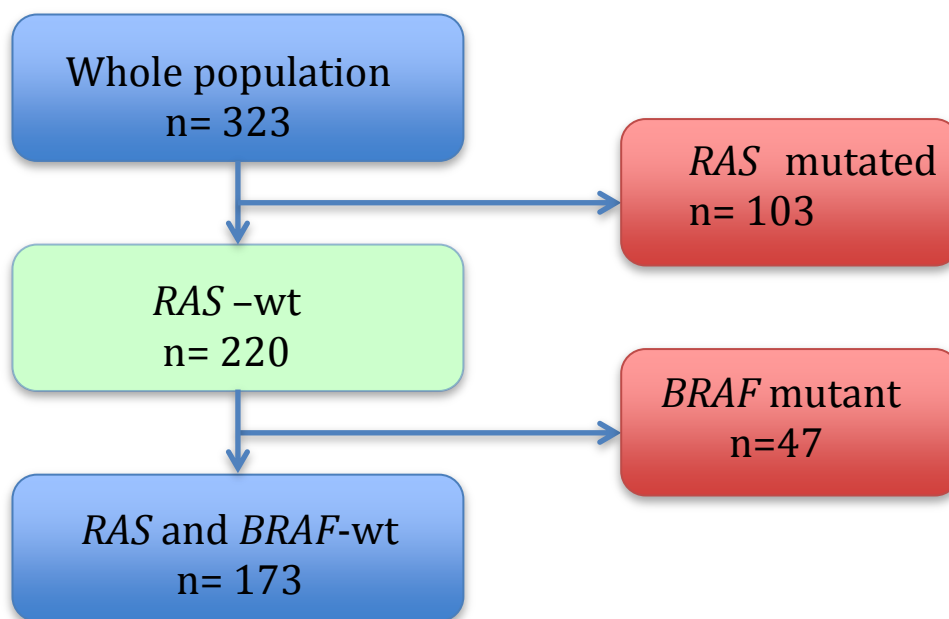 Whole population
n= 323
RAS mutated
n= 103
RAS –wt
n= 220
BRAF mutant
n=47
RAS and BRAF-wt
n= 173